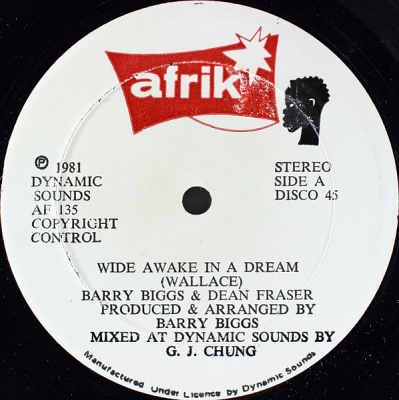 afrik
℗ 1981
DYNAMIC
SOUNDS
AF 135
COPYRIGHT
CONTROL
STEREO
SIDE A
DISCO 45
WIDE AWAKE IN A DREAM
(WALLACE)
BARRY BIGGS & DEAN FRASER
PRODUCED & ARRANGED BY
BARRY BIGGS
MIXED AT DYNAMIC SOUNDS BY
G. J. CHUNG
Manufactured Under Licence by Dynamic Sounds